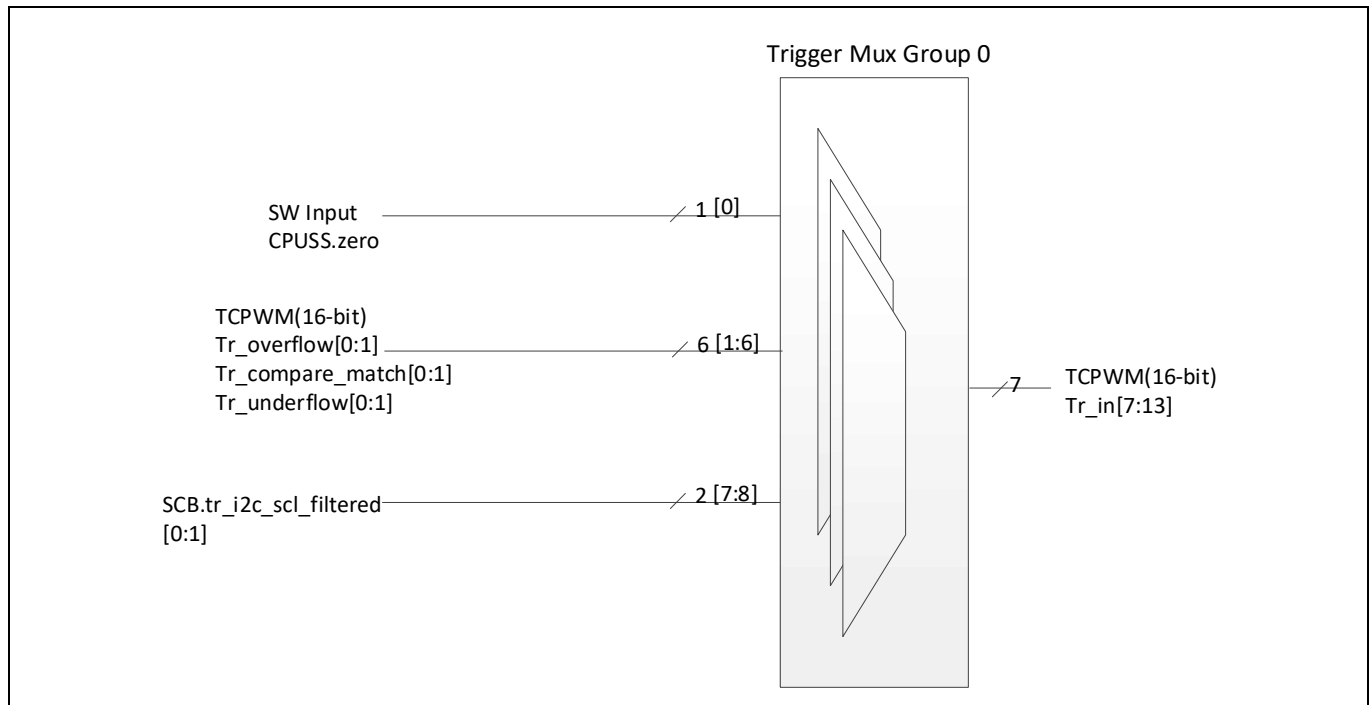 Trigger Mux Group 0
SW Input
CPUSS.zero
1 [0]
TCPWM(16-bit)
Tr_overflow[0:1]
Tr_compare_match[0:1]
Tr_underflow[0:1]
6 [1:6]
7
TCPWM(16-bit)
Tr_in[7:13]
SCB.tr_i2c_scl_filtered
[0:1]
2 [7:8]